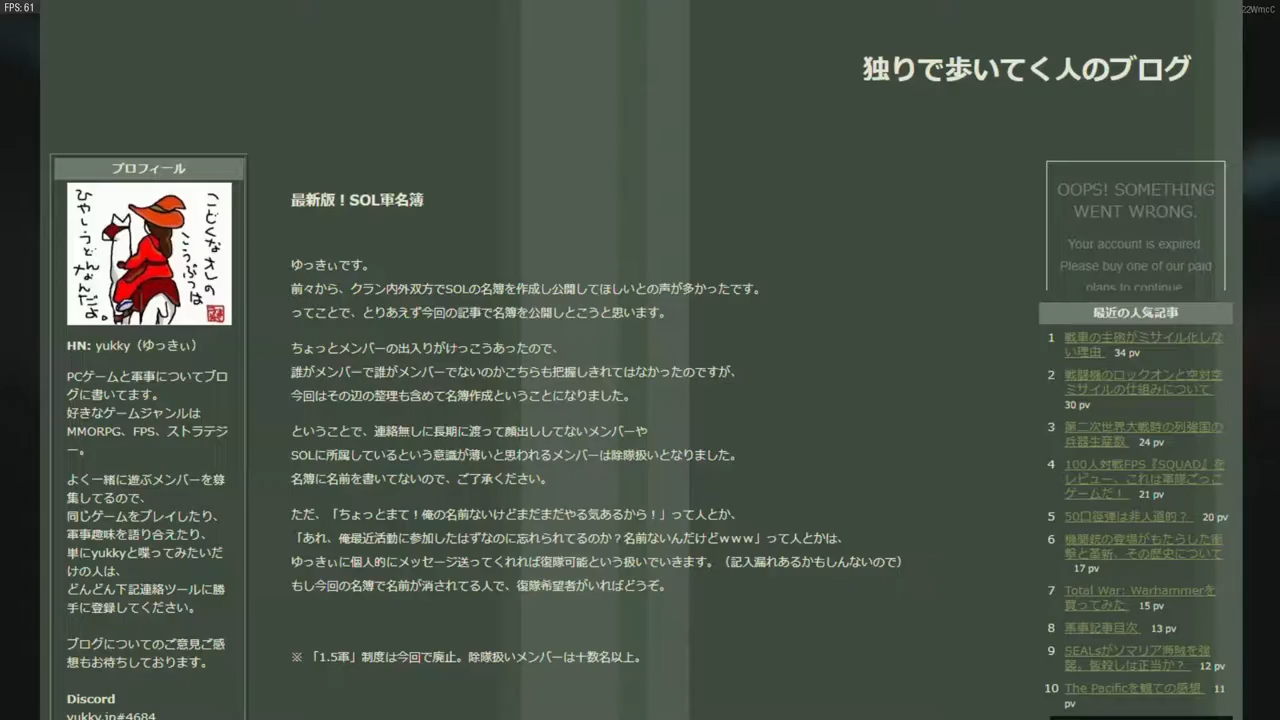 FPS: 61
22WmcC
独りで歩いてく人のブログ
プロフィール
こどくなオレの
こうぶつは
ひやしうどんなんだよ。
HN: yukky（ゆっきぃ）
PCゲームと軍事についてブロ
グに書いてます。
好きなゲームジャンルは
MMORPG、FPS、ストラテジ
ー。
よく一緒に遊ぶメンバーを募
集してるので、
同じゲームをプレイしたり、
軍事趣味を語り合えたり、
単にyukkyと喋ってみたいだ
けの人は、
どんどん下記連絡ツールに勝
手に登録してください。
ブログについてのご意見ご感
想もお待ちしております。
Discord
yukky.jp#4684
最新版！SOL軍名簿
ゆっきぃです。
前々から、クラン内外双方でSOLの名簿を作成し公開してほしいとの声が多かったです。
ってことで、とりあえず今回の記事で名簿を公開しとこうと思います。
ちょっとメンバーの出入りがけっこうあったので、
誰がメンバーで誰がメンバーでないのかこちらも把握しきれてはなかったのですが、
今回はその辺の整理も含めて名簿作成ということになりました。
ということで、連絡無しに長期に渡って顔出ししてないメンバーや
SOLに所属しているという意識が薄いと思われるメンバーは除隊扱いとなりました。
名簿に名前を書いてないので、ご了承ください。
ただ、「ちょっとまて！俺の名前ないけどまだまだやる気あるから！」って人とか、
「あれ、俺最近活動に参加したはずなのに忘れられてるのか？名前ないんだけどｗｗｗ」って人とかは、
ゆっきぃに個人的にメッセージ送ってくれれば復隊可能という扱いでいきます。（記入漏れあるかもしんないので）
もし今回の名簿で名前が消されてる人で、復隊希望者がいればどうぞ。
※ 「1.5軍」制度は今回で廃止。除隊扱いメンバーは十数名以上。
OOPS! SOMETHING
WENT WRONG.
Your account is expired
Please buy one of our paid
plans to continue
最近の人気記事
1 戦車の主砲がミサイル化しな
い理由 34 pv
2 戦闘機のロックオンと空対空
ミサイルの仕組みについて
30 pv
3 第二次世界大戦時の列強国の
兵器生産数 24 pv
4 100人対戦FPS『SQUAD』を
レビュー、これは軍隊ごっこ
ゲームだ！ 21 pv
5 50口径弾は非人道的？ 20 pv
6 機関銃の登場がもたらした衝
撃と革新、その歴史について
17 pv
7 Total War: Warhammerを
買ってみた 15 pv
8 軍事記事目次 13 pv
9 SEALsがソマリア海賊を強
襲、皆殺しは正当か？ 12 pv
10 The Pacificを観ての感想 11
pv